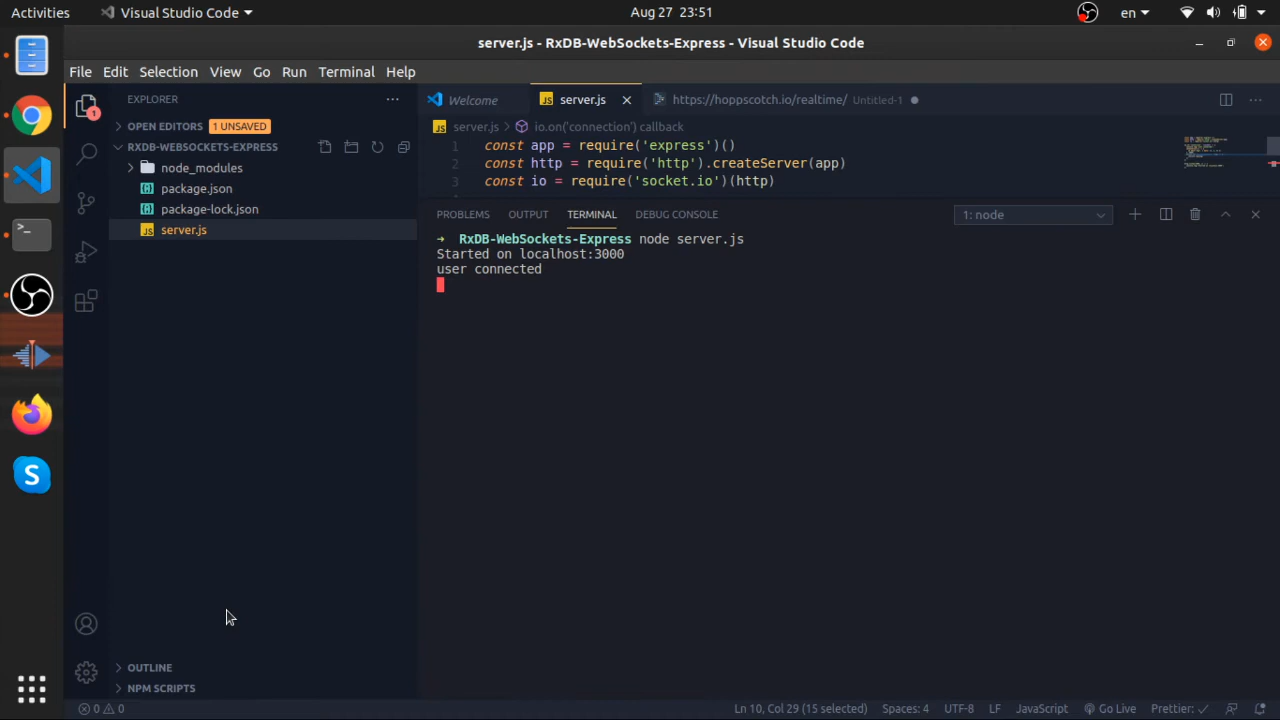 Activities
Visual Studio Code
Aug 27 23:51
en
server.js - RxDB-WebSockets-Express - Visual Studio Code
File Edit Selection View Go Run Terminal Help
EXPLORER
Welcome
server.js
https://hoppscotch.io/realtime/ Untitled-1
1
OPEN EDITORS 1 UNSAVED
server.js io.on('connection') callback
RXDB-WEBSOCKETS-EXPRESS
node_modules
package.json
package-lock.json
server.js
1 const app = require('express')()
2 const http = require('http').createServer(app)
3 const io = require('socket.io')(http)
PROBLEMS OUTPUT TERMINAL DEBUG CONSOLE
1: node
→ RxDB-WebSockets-Express node server.js
Started on localhost:3000
user connected
OUTLINE
NPM SCRIPTS
0 0
Ln 10, Col 29 (15 selected) Spaces: 4 UTF-8 LF JavaScript Go Live Prettier: ✓